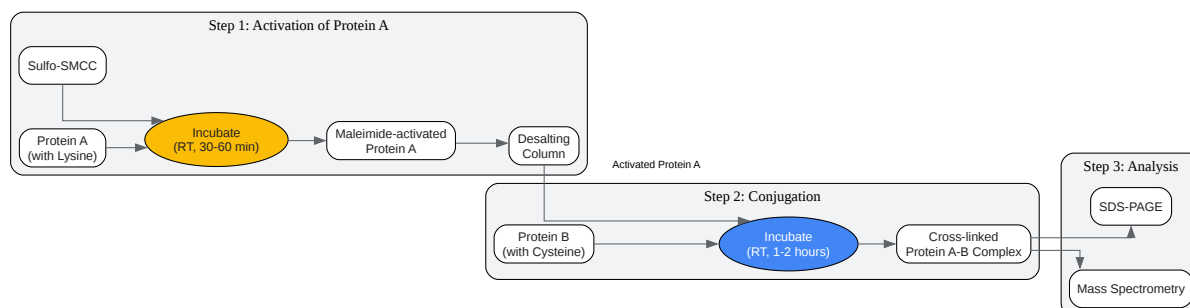 Step 1: Activation of Protein A
Sulfo-SMCC
Protein A
(with Lysine)
Incubate
(RT, 30-60 min)
Maleimide-activated
Protein A
Desalting
Column
Activated Protein A
Step 2: Conjugation
Protein B
(with Cysteine)
Incubate
(RT, 1-2 hours)
Cross-linked
Protein A-B Complex
Step 3: Analysis
SDS-PAGE
Mass Spectrometry